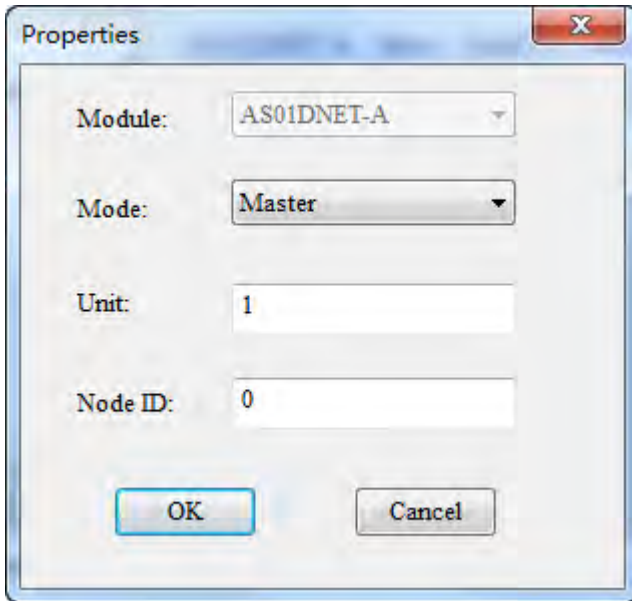 Properties
Module: AS01DNET-A
Mode: Master
Unit: 1
Node ID: 0
OK Cancel